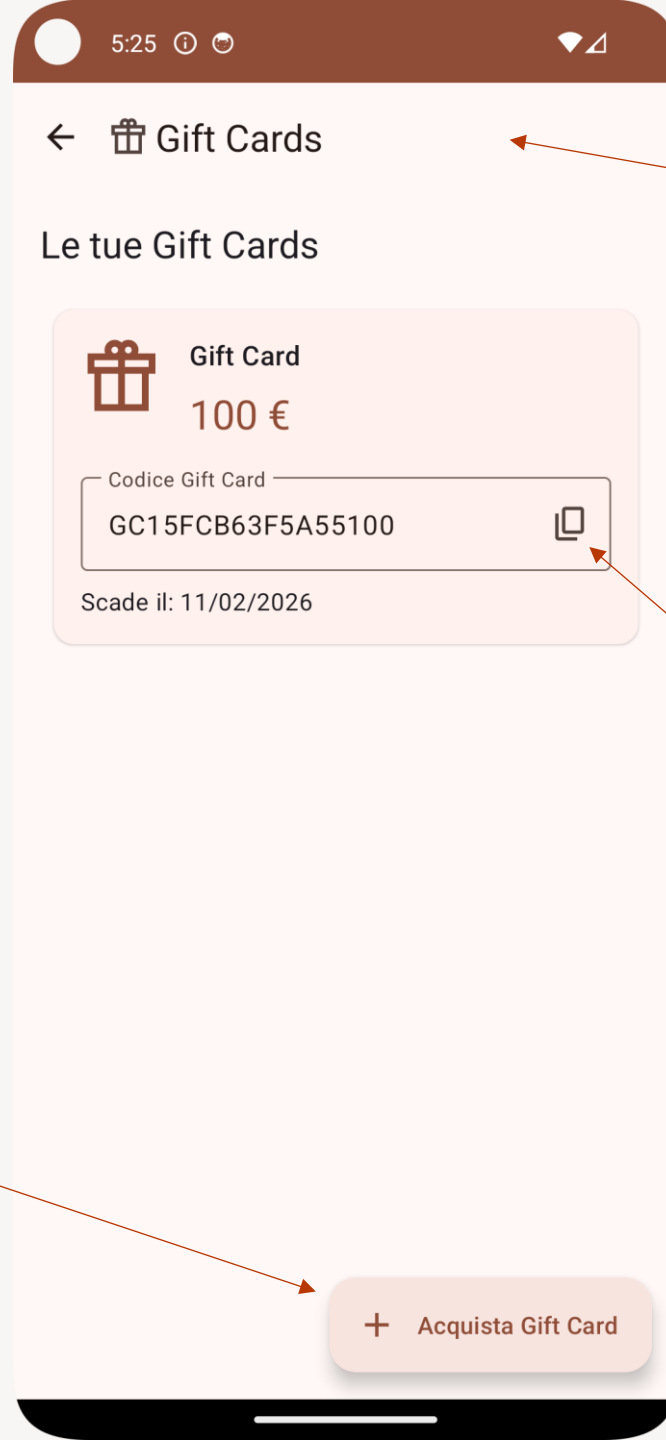 5:25
Gift Cards
Le tue Gift Cards
Gift Card
100 €
Codice Gift Card
GC15FCB63F5A55100
Scade il: 11/02/2026
+ Acquista Gift Card